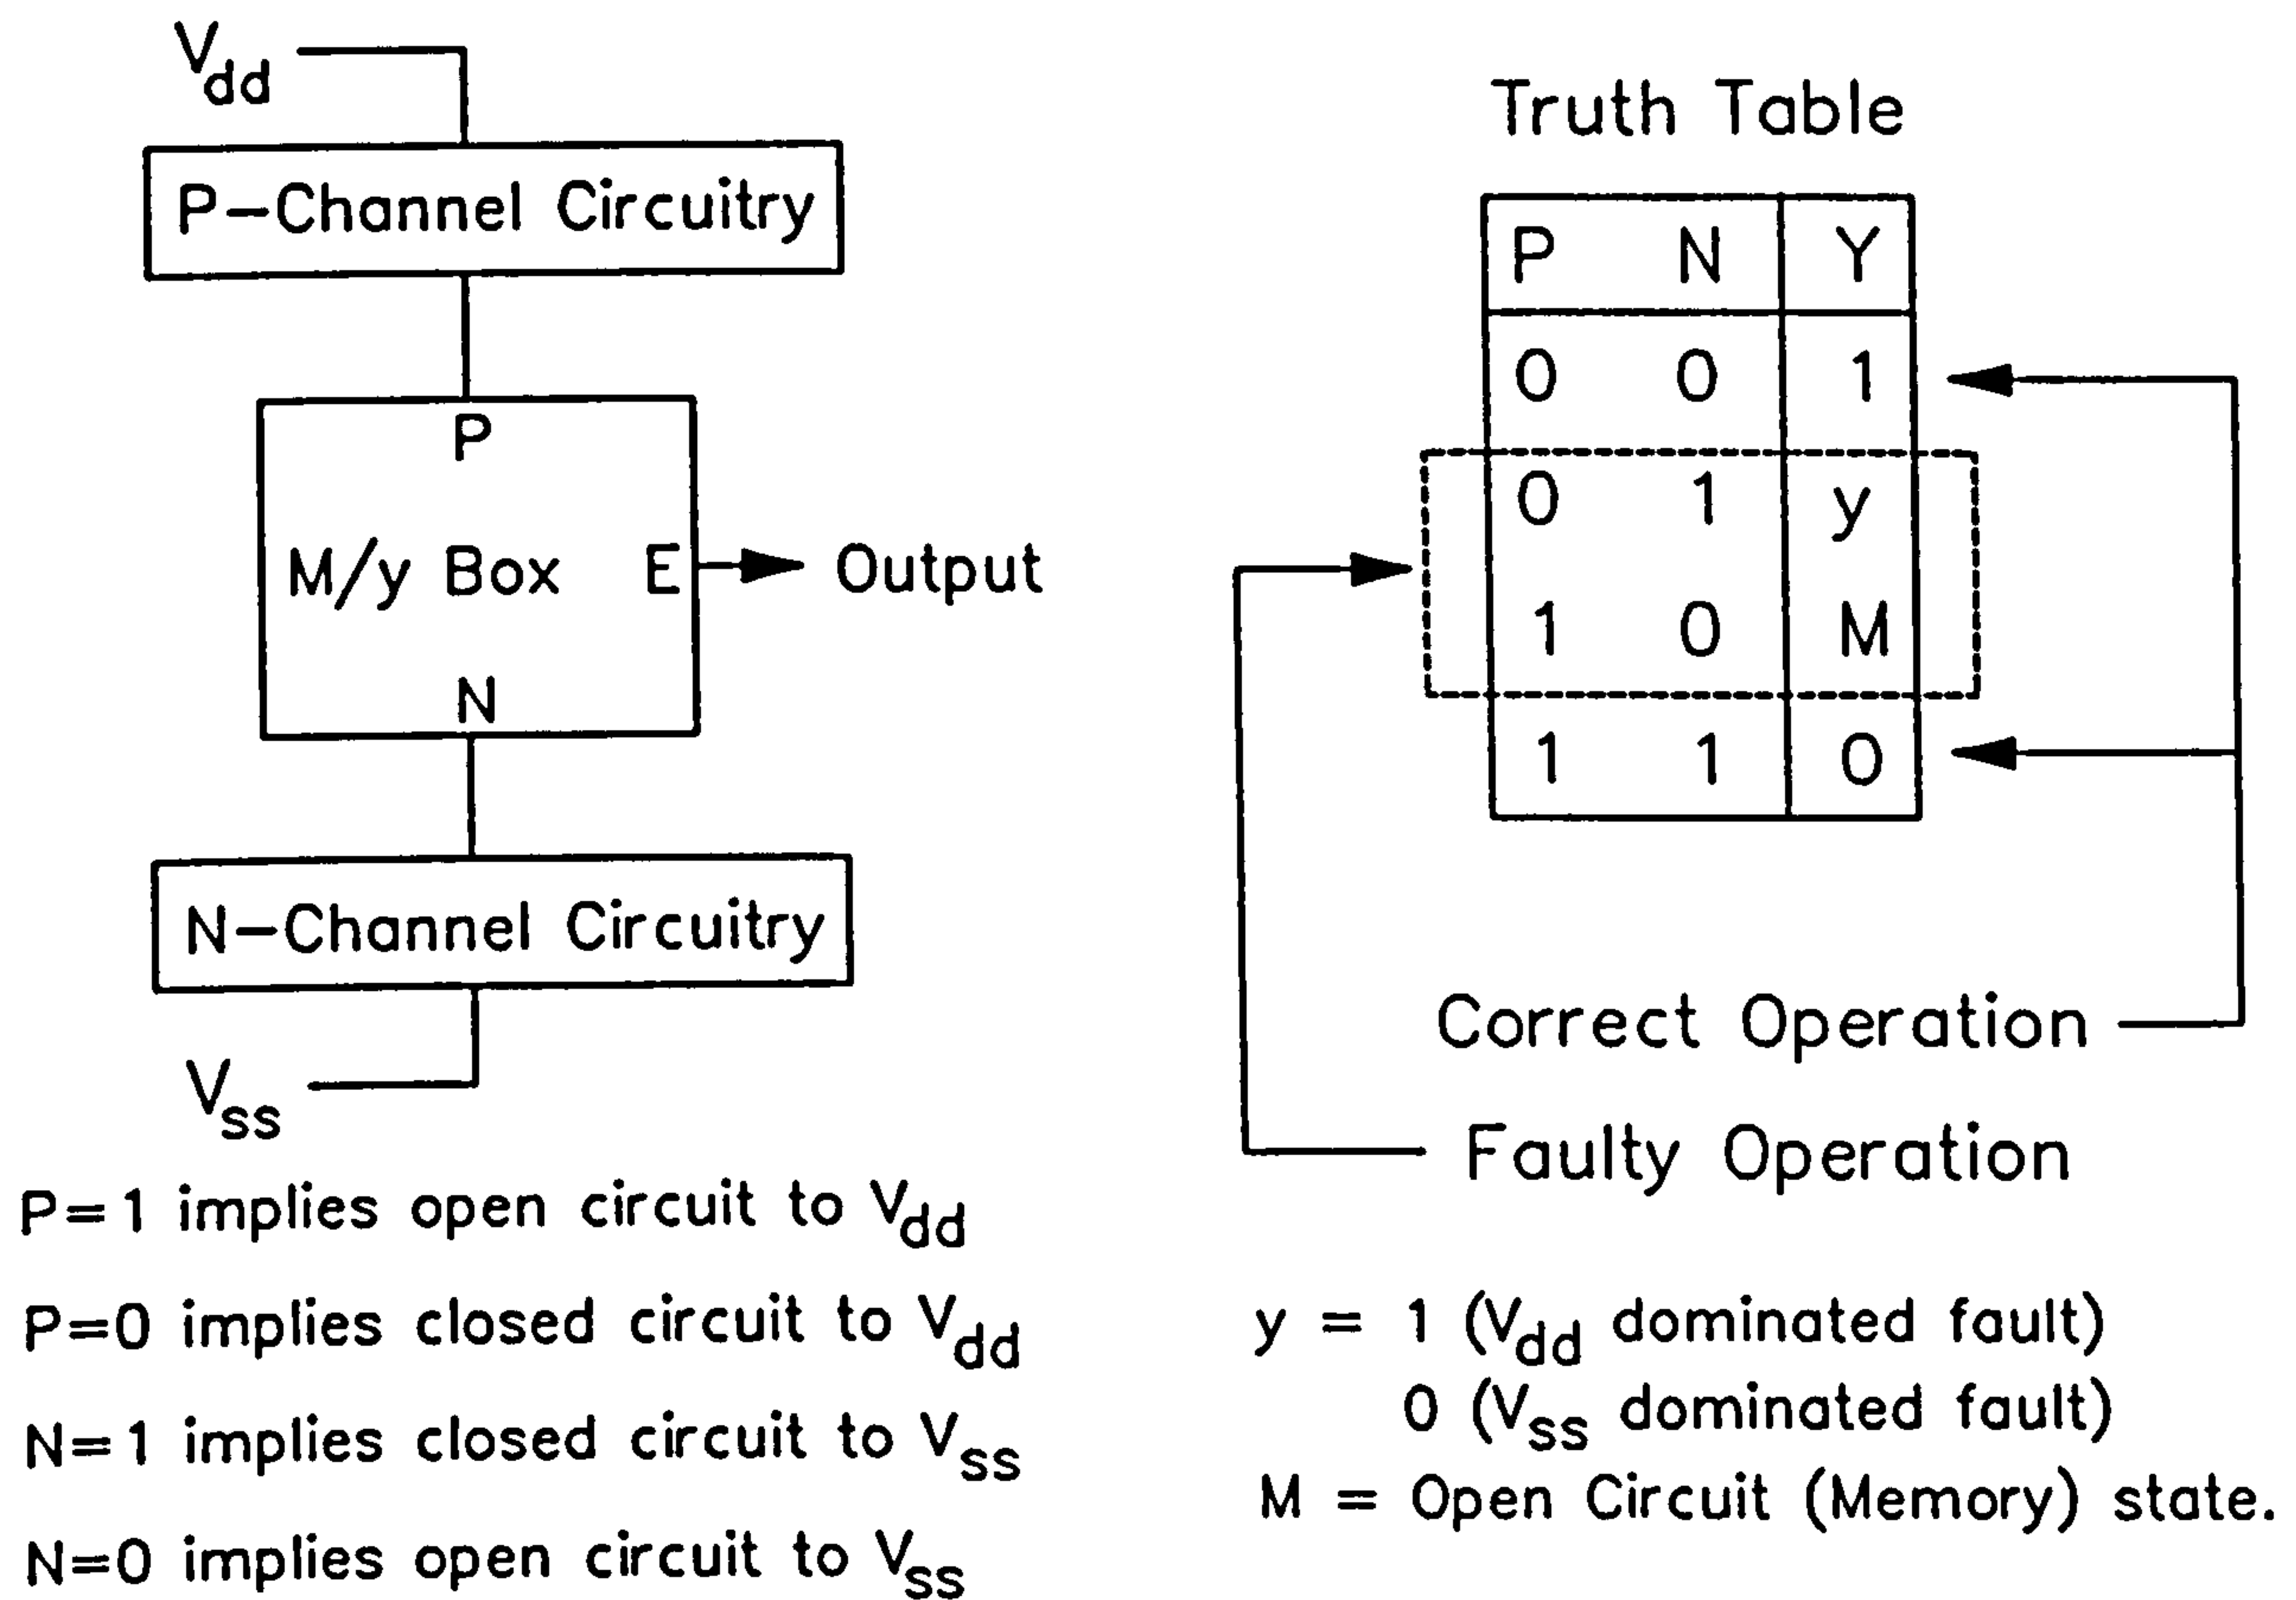 Vdd
P-Channel Circuitry
P
M/y Box E
Output
N
N-Channel Circuitry
Vss
P=1 implies open circuit to Vdd
P=0 implies closed circuit to Vdd
N=1 implies closed circuit to Vss
N=0 implies open circuit to Vss
Truth Table
P N Y
0 0 1
0 1 y
1 0 M
1 1 0
Correct Operation
Faulty Operation
y = 1 (Vdd dominated fault)
0 (Vss dominated fault)
M = Open Circuit (Memory) state.